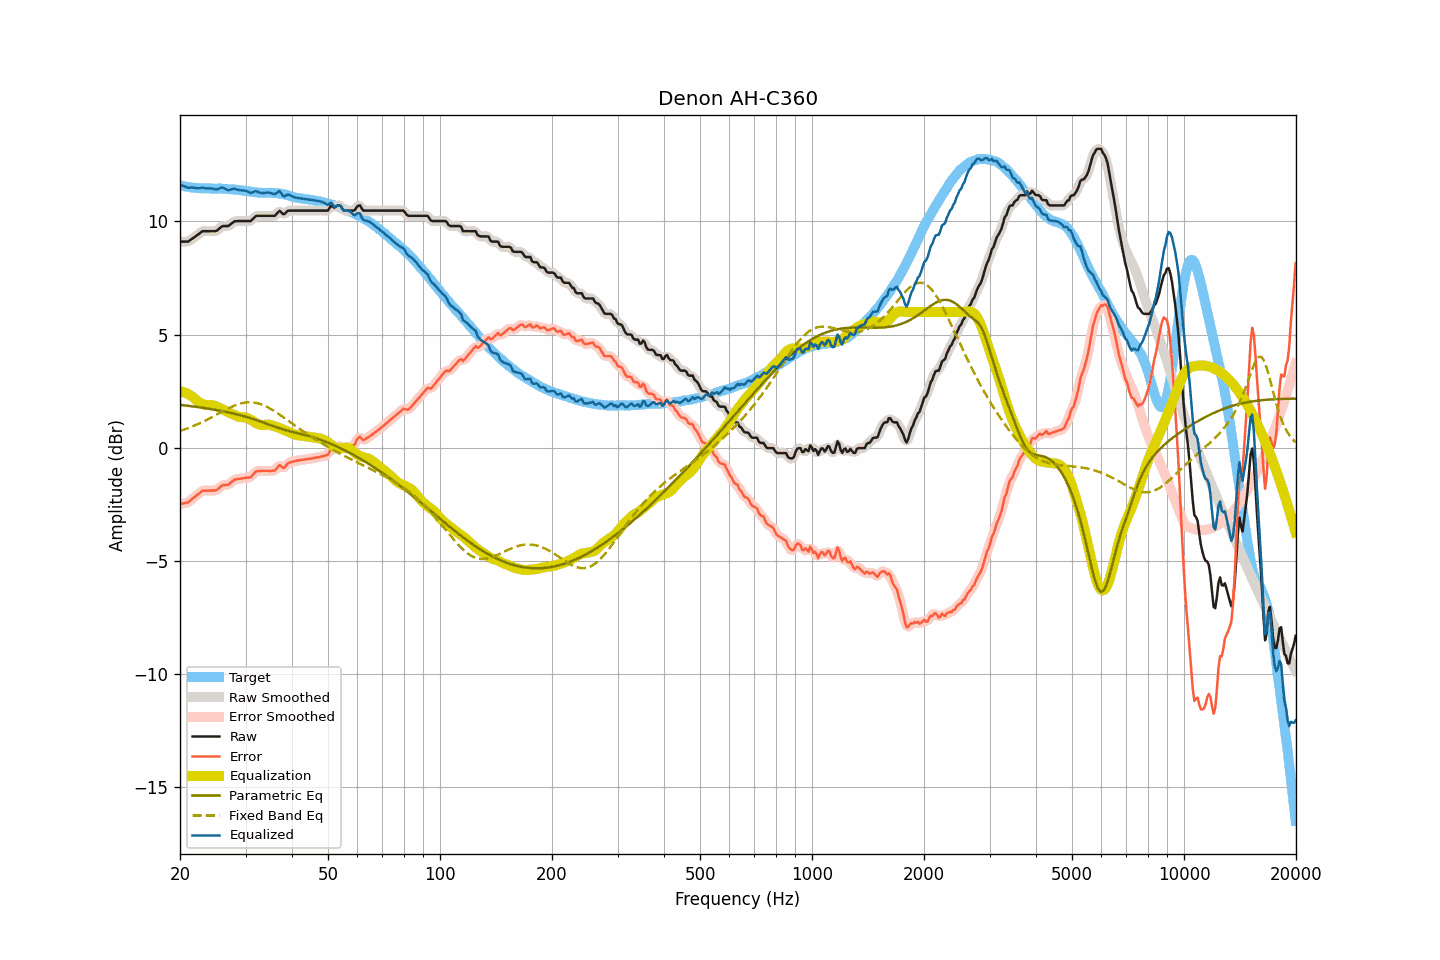 Denon AH-C360
Amplitude (dBr)
10
5
0
−5
−10
−15
Target
Raw Smoothed
Error Smoothed
Raw
Error
Equalization
Parametric Eq
Fixed Band Eq
Equalized
20 50 100 200 500 1000 2000 5000 10000 20000
Frequency (Hz)